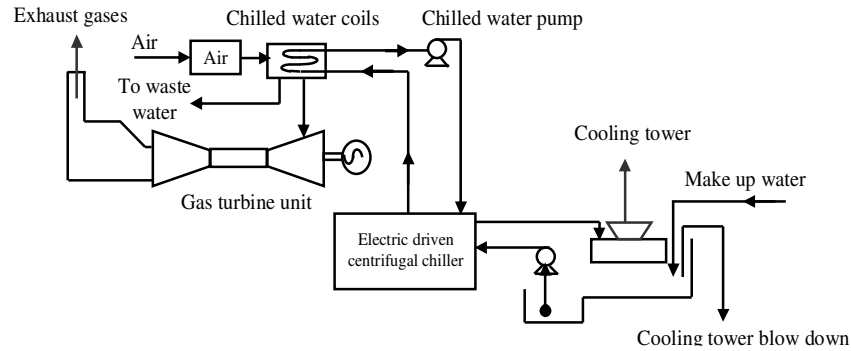 Exhaust gases
Chilled water coils
Chilled water pump
Air
Air
To waste
water
Cooling tower
Make up water
Gas turbine unit
Electric driven
centrifugal chiller
Cooling tower blow down